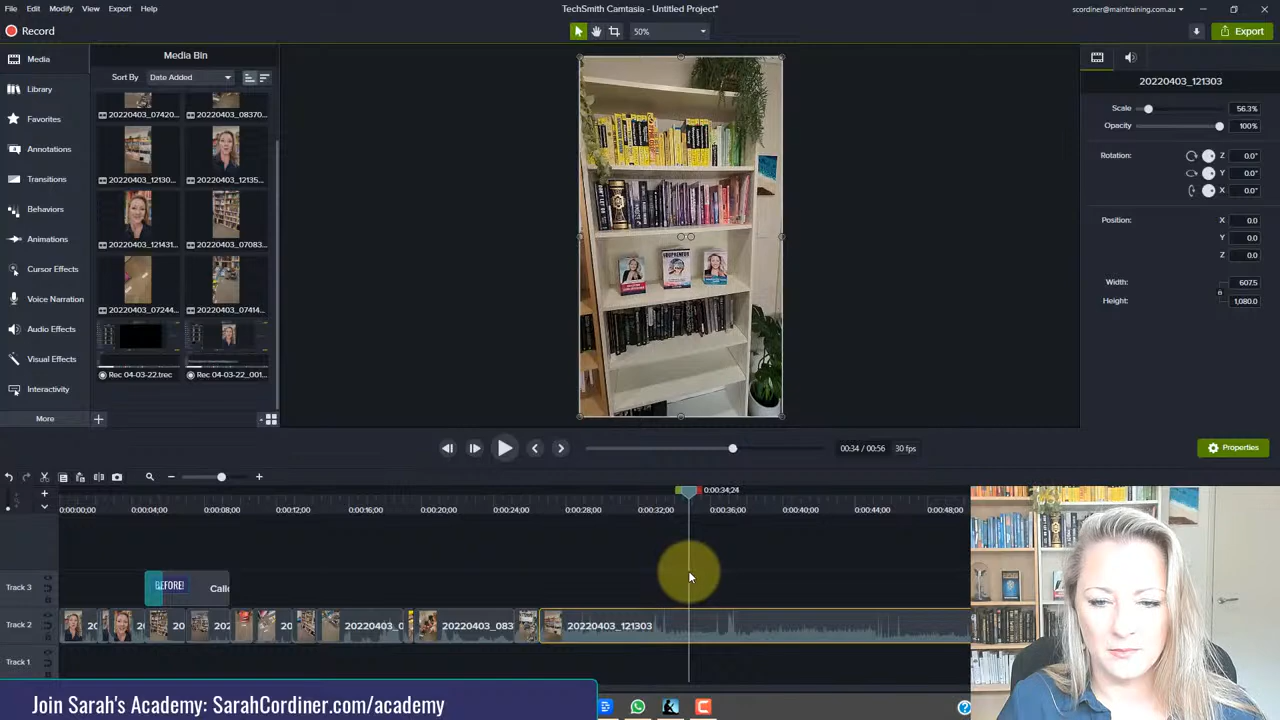 File Edit Modify View Export Help
TechSmith Camtasia - Untitled Project*
scordiner@maintraining.com.au
Record
50%
Export
Media
Library
Favorites
Annotations
Transitions
Behaviors
Animations
Cursor Effects
Voice Narration
Audio Effects
Visual Effects
Interactivity
More
Media Bin
Sort By Date Added
20220403_07420... 20220403_08370...
20220403_12130... 20220403_12135...
20220403_121431... 20220403_07083...
20220403_07244... 20220403_07414...
Rec 04-03-22.trec Rec 04-03-22_001...
20220403_121303
Scale 56.3%
Opacity 100%
Rotation: Z 0.0°
Y 0.0°
X 0.0°
Position: X 0.0
Y 0.0
Z 0.0
Width: 607.5
Height: 1,080.0
00:34 / 00:56 30 fps
Properties
0:00:34;24
0:00:00;00 0:00:04;00 0:00:08;00 0:00:12;00 0:00:16;00 0:00:20;00 0:00:24;00 0:00:28;00 0:00:32;00 0:00:36;00 0:00:40;00 0:00:44;00 0:00:48;00
Track 3
BEFORE!
Track 2
20220403_0
20220403_083
20220403_121303
Track 1
Join Sarah's Academy: SarahCordiner.com/academy